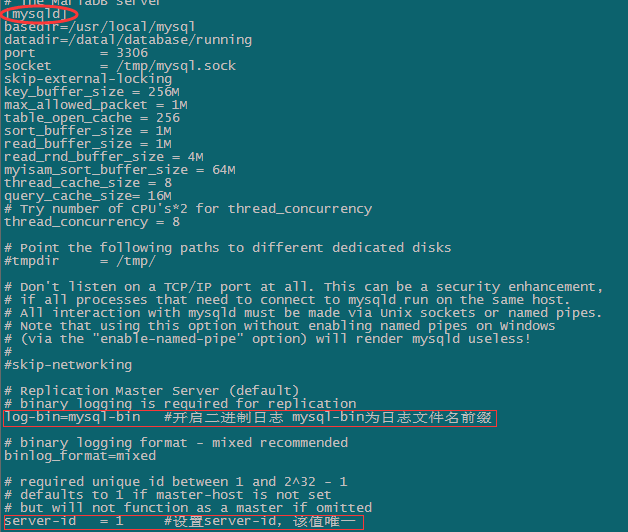 # The MariaDB server
[mysqld]
basedir=/usr/local/mysql
datadir=/data1/database/running
port = 3306
socket = /tmp/mysql.sock
skip-external-locking
key_buffer_size = 256M
max_allowed_packet = 1M
table_open_cache = 256
sort_buffer_size = 1M
read_buffer_size = 1M
read_rnd_buffer_size = 4M
myisam_sort_buffer_size = 64M
thread_cache_size = 8
query_cache_size= 16M
# Try number of CPU's*2 for thread_concurrency
thread_concurrency = 8
# Point the following paths to different dedicated disks
#tmpdir = /tmp/
# Don't listen on a TCP/IP port at all. This can be a security enhancement,
# if all processes that need to connect to mysqld run on the same host.
# All interaction with mysqld must be made via Unix sockets or named pipes.
# Note that using this option without enabling named pipes on Windows
# (via the "enable-named-pipe" option) will render mysqld useless!
#
#skip-networking
# Replication Master Server (default)
# binary logging is required for replication
log-bin=mysql-bin #开启二进制日志 mysql-bin为日志文件名前缀
# binary logging format - mixed recommended
binlog_format=mixed
# required unique id between 1 and 2^32 - 1
# defaults to 1 if master-host is not set
# but will not function as a master if omitted
server-id = 1 #设置server-id, 该值唯一